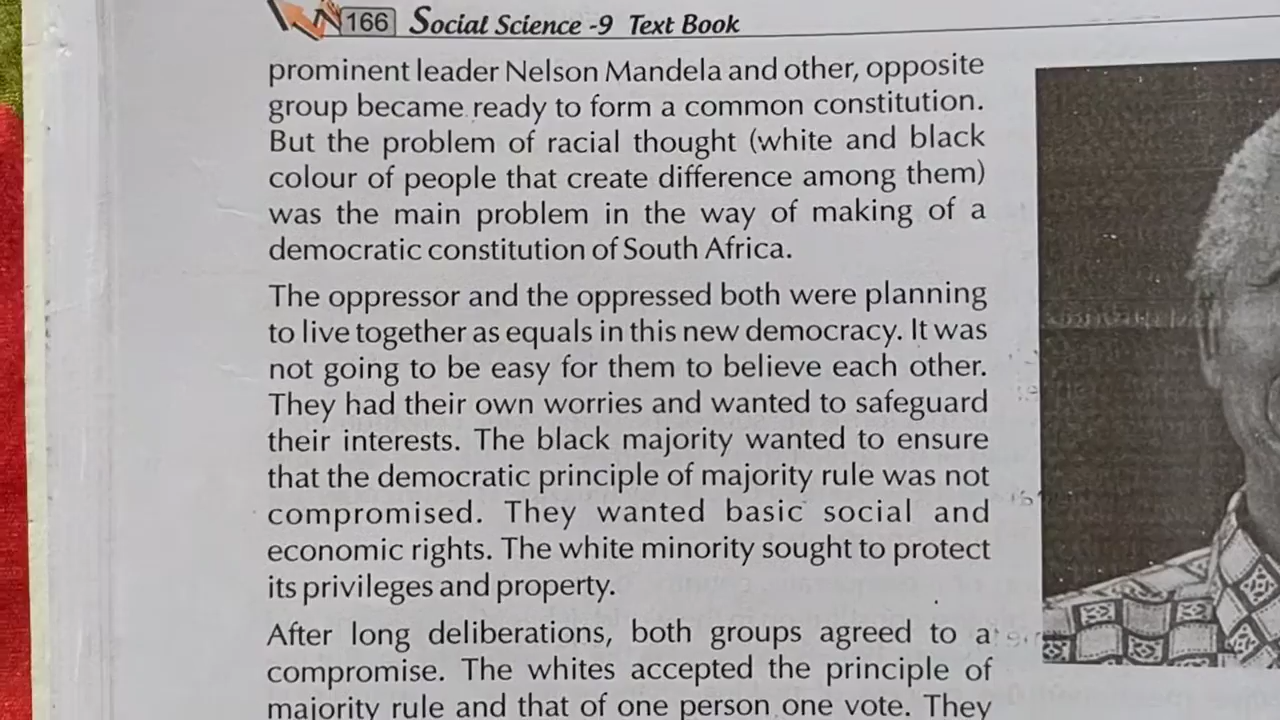 166 Social Science -9 Text Book
prominent leader Nelson Mandela and other, opposite
group became ready to form a common constitution.
But the problem of racial thought (white and black
colour of people that create difference among them)
was the main problem in the way of making of a
democratic constitution of South Africa.
The oppressor and the oppressed both were planning
to live together as equals in this new democracy. It was
not going to be easy for them to believe each other.
They had their own worries and wanted to safeguard
their interests. The black majority wanted to ensure
that the democratic principle of majority rule was not
compromised. They wanted basic social and
economic rights. The white minority sought to protect
its privileges and property.
After long deliberations, both groups agreed to a
compromise. The whites accepted the principle of
majority rule and that of one person one vote. They